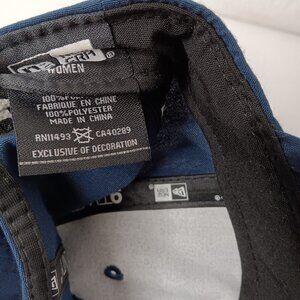 WOMEN
100% POLYESTER
FABRIQUE EN CHINE
100% POLYESTER
MADE IN CHINA
RN11493 CA40289
EXCLUSIVE OF DECORATION